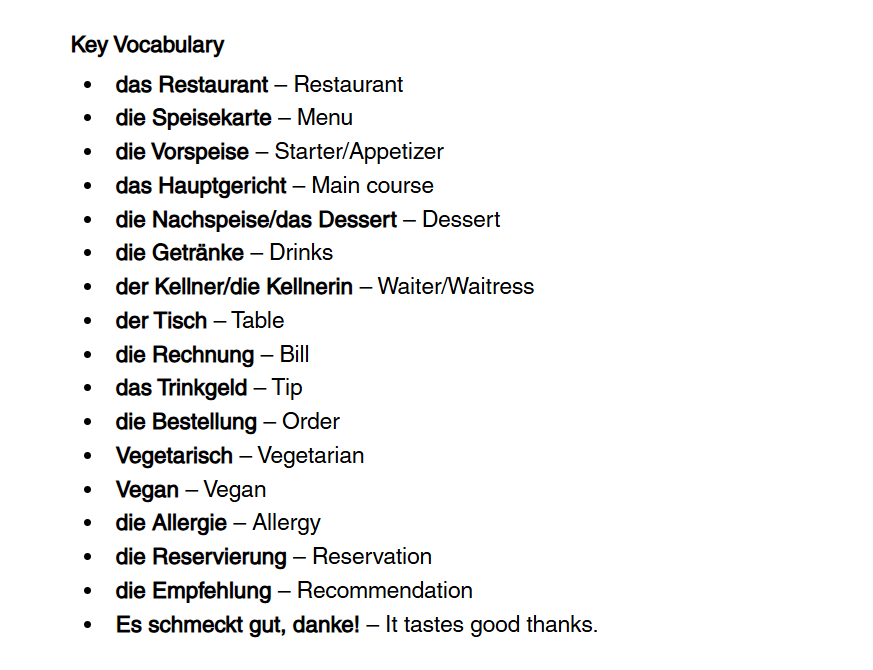 Key Vocabulary
• das Restaurant – Restaurant
• die Speisekarte – Menu
• die Vorspeise – Starter/Appetizer
• das Hauptgericht – Main course
• die Nachspeise/das Dessert – Dessert
• die Getränke – Drinks
• der Kellner/die Kellnerin – Waiter/Waitress
• der Tisch – Table
• die Rechnung – Bill
• das Trinkgeld – Tip
• die Bestellung – Order
• Vegetarisch – Vegetarian
• Vegan – Vegan
• die Allergie – Allergy
• die Reservierung – Reservation
• die Empfehlung – Recommendation
• Es schmeckt gut, danke! – It tastes good thanks.